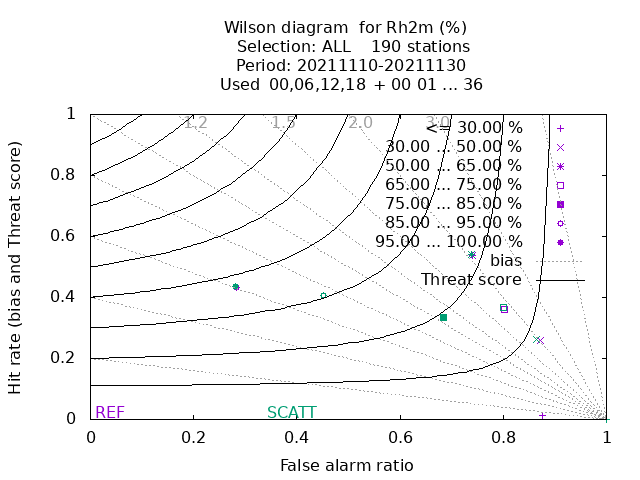 Wilson diagram  for Rh2m (%)
Selection: ALL    190 stations
Period: 20211110-20211130
Used  00,06,12,18  + 00 01 ... 36
1
0.8
0.6
0.4
0.2
0
Hit rate (bias and Threat score)
1.2 1.5 2.0 3.0
<= 30.00 %
30.00 ... 50.00 %
50.00 ... 65.00 %
65.00 ... 75.00 %
75.00 ... 85.00 %
85.00 ... 95.00 %
95.00 ... 100.00 %
bias
Threat score
REF SCATT
0 0.2 0.4 0.6 0.8 1
False alarm ratio